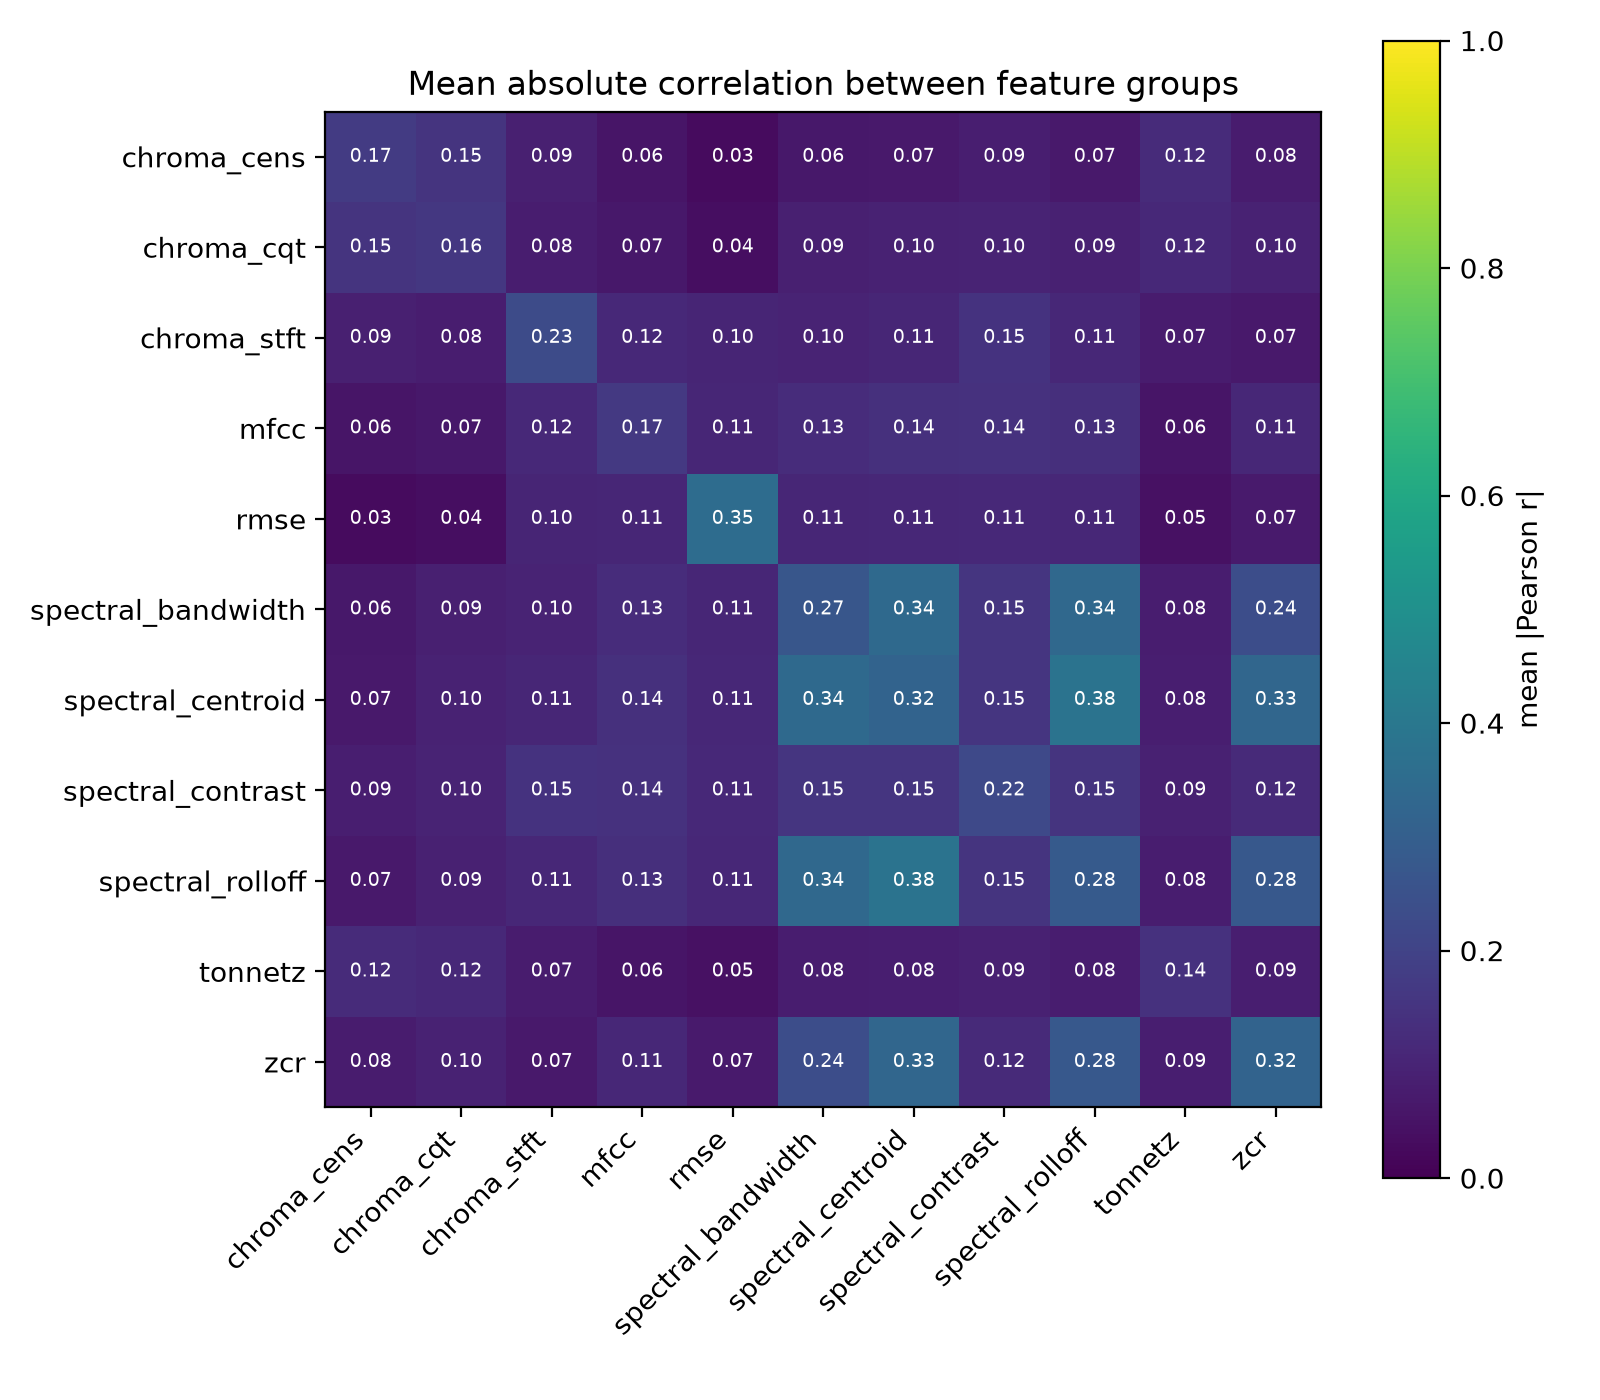 Mean absolute correlation between feature groups
chroma_cens 0.17 0.15 0.09 0.06 0.03 0.06 0.07 0.09 0.07 0.12 0.08
chroma_cqt 0.15 0.16 0.08 0.07 0.04 0.09 0.10 0.10 0.09 0.12 0.10
chroma_stft 0.09 0.08 0.23 0.12 0.10 0.10 0.11 0.15 0.11 0.07 0.07
mfcc 0.06 0.07 0.12 0.17 0.11 0.13 0.14 0.14 0.13 0.06 0.11
rmse 0.03 0.04 0.10 0.11 0.35 0.11 0.11 0.11 0.11 0.05 0.07
spectral_bandwidth 0.06 0.09 0.10 0.13 0.11 0.27 0.34 0.15 0.34 0.08 0.24
spectral_centroid 0.07 0.10 0.11 0.14 0.11 0.34 0.32 0.15 0.38 0.08 0.33
spectral_contrast 0.09 0.10 0.15 0.14 0.11 0.15 0.15 0.22 0.15 0.09 0.12
spectral_rolloff 0.07 0.09 0.11 0.13 0.11 0.34 0.38 0.15 0.28 0.08 0.28
tonnetz 0.12 0.12 0.07 0.06 0.05 0.08 0.08 0.09 0.08 0.14 0.09
zcr 0.08 0.10 0.07 0.11 0.07 0.24 0.33 0.12 0.28 0.09 0.32
chroma_cens
chroma_cqt
chroma_stft
mfcc
rmse
spectral_bandwidth
spectral_centroid
spectral_contrast
spectral_rolloff
tonnetz
zcr
1.0
0.8
0.6
0.4
0.2
0.0
mean |Pearson r|